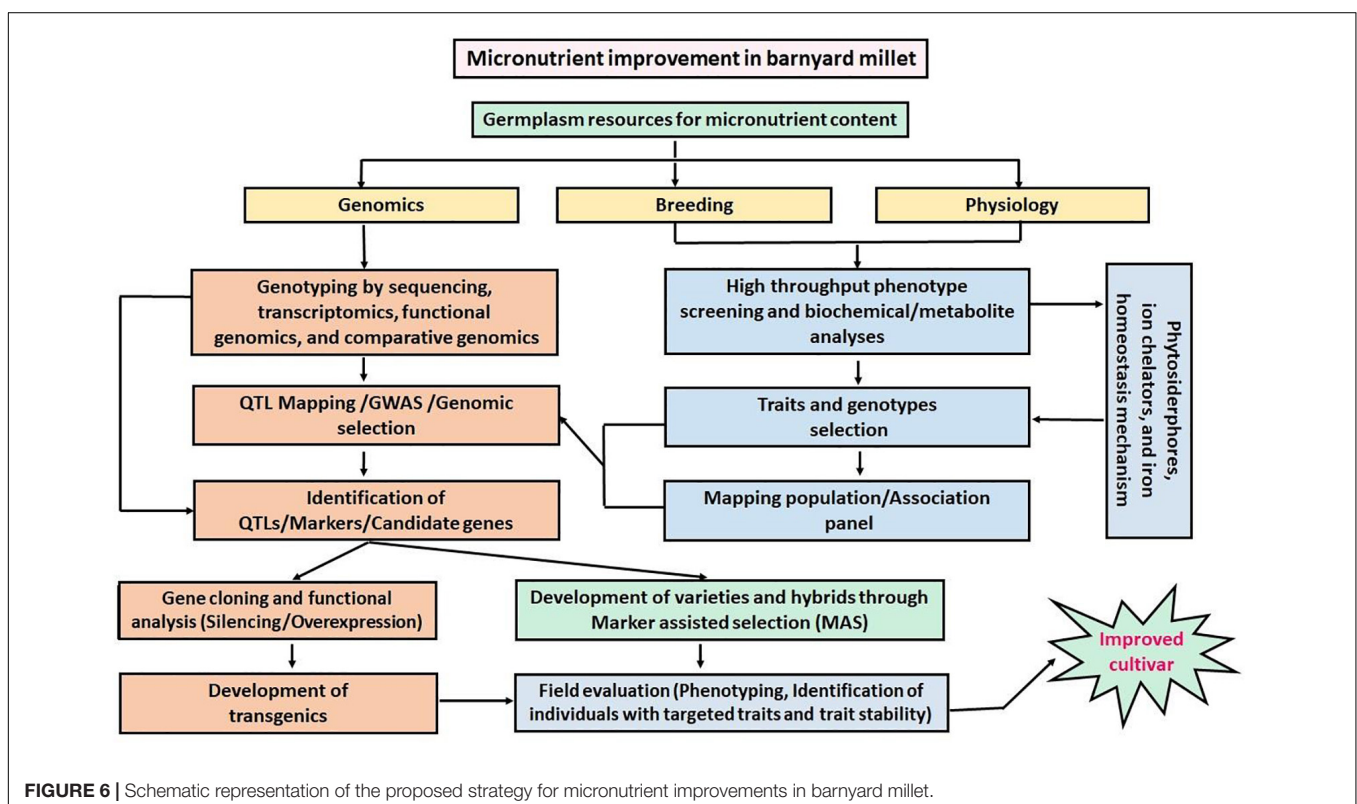 Micronutrient improvement in barnyard millet
Germplasm resources for micronutrient content
Genomics
Breeding
Physiology
Genotyping by sequencing,
transcriptomics, functional
genomics, and comparative genomics
High throughput phenotype
screening and biochemical/metabolite
analyses
Phytosiderphores,
ion chelators, and iron
homeostasis mechanism
QTL Mapping /GWAS /Genomic
selection
Traits and genotypes
selection
Identification of
QTLs/Markers/Candidate genes
Mapping population/Association
panel
Gene cloning and functional
analysis (Silencing/Overexpression)
Development of varieties and hybrids through
Marker assisted selection (MAS)
Improved
cultivar
Development of
transgenics
Field evaluation (Phenotyping, Identification of
individuals with targeted traits and trait stability)
FIGURE 6 | Schematic representation of the proposed strategy for micronutrient improvements in barnyard millet.